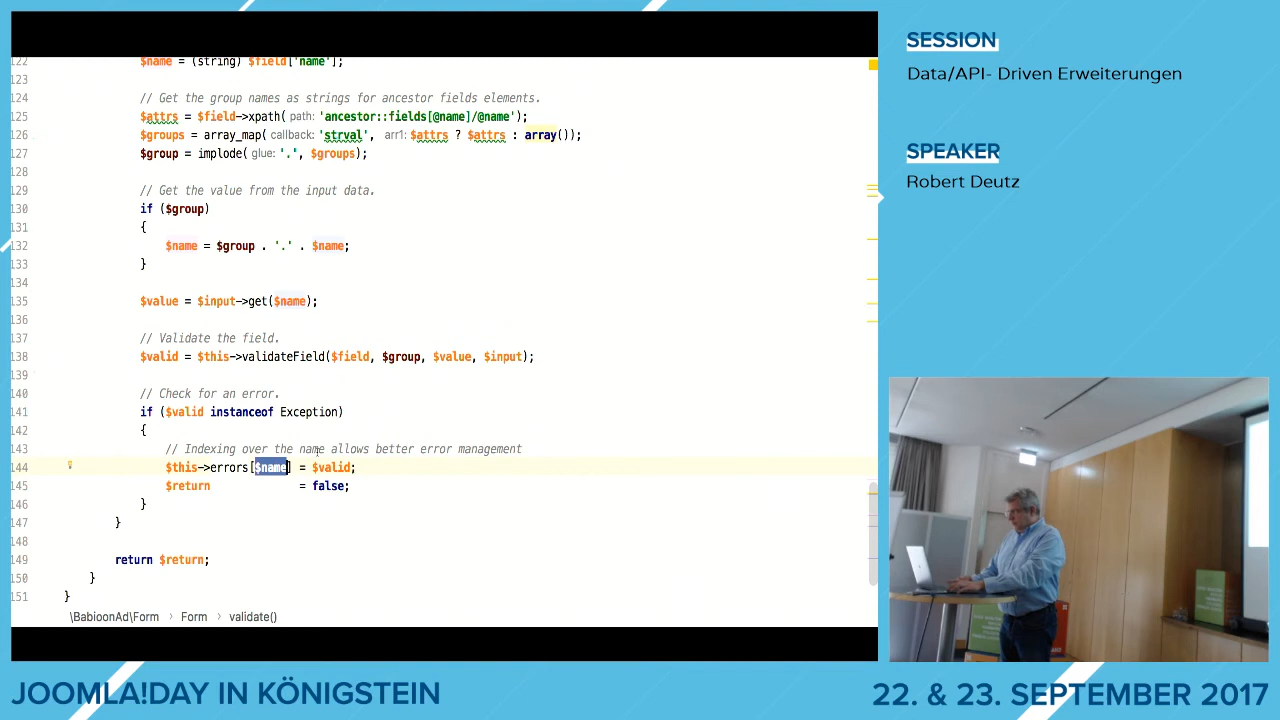 SESSION
Data/API- Driven Erweiterungen
SPEAKER
Robert Deutz
122 $name = (string) $field['name'];
123
124 // Get the group names as strings for ancestor fields elements.
125 $attrs = $field->xpath( path: 'ancestor::fields[@name]/@name');
126 $groups = array_map( callback: 'strval', arr1: $attrs ? $attrs : array());
127 $group = implode( glue: '.', $groups);
128
129 // Get the value from the input data.
130 if ($group)
131 {
132 $name = $group . '.' . $name;
133 }
134
135 $value = $input->get($name);
136
137 // Validate the field.
138 $valid = $this->validateField($field, $group, $value, $input);
139
140 // Check for an error.
141 if ($valid instanceof Exception)
142 {
143 // Indexing over the name allows better error management
144 $this->errors[$name] = $valid;
145 $return = false;
146 }
147 }
148
149 return $return;
150 }
151 }
\BabioonAd\Form › Form › validate()
JOOMLA!DAY IN KÖNIGSTEIN
22. & 23. SEPTEMBER 2017